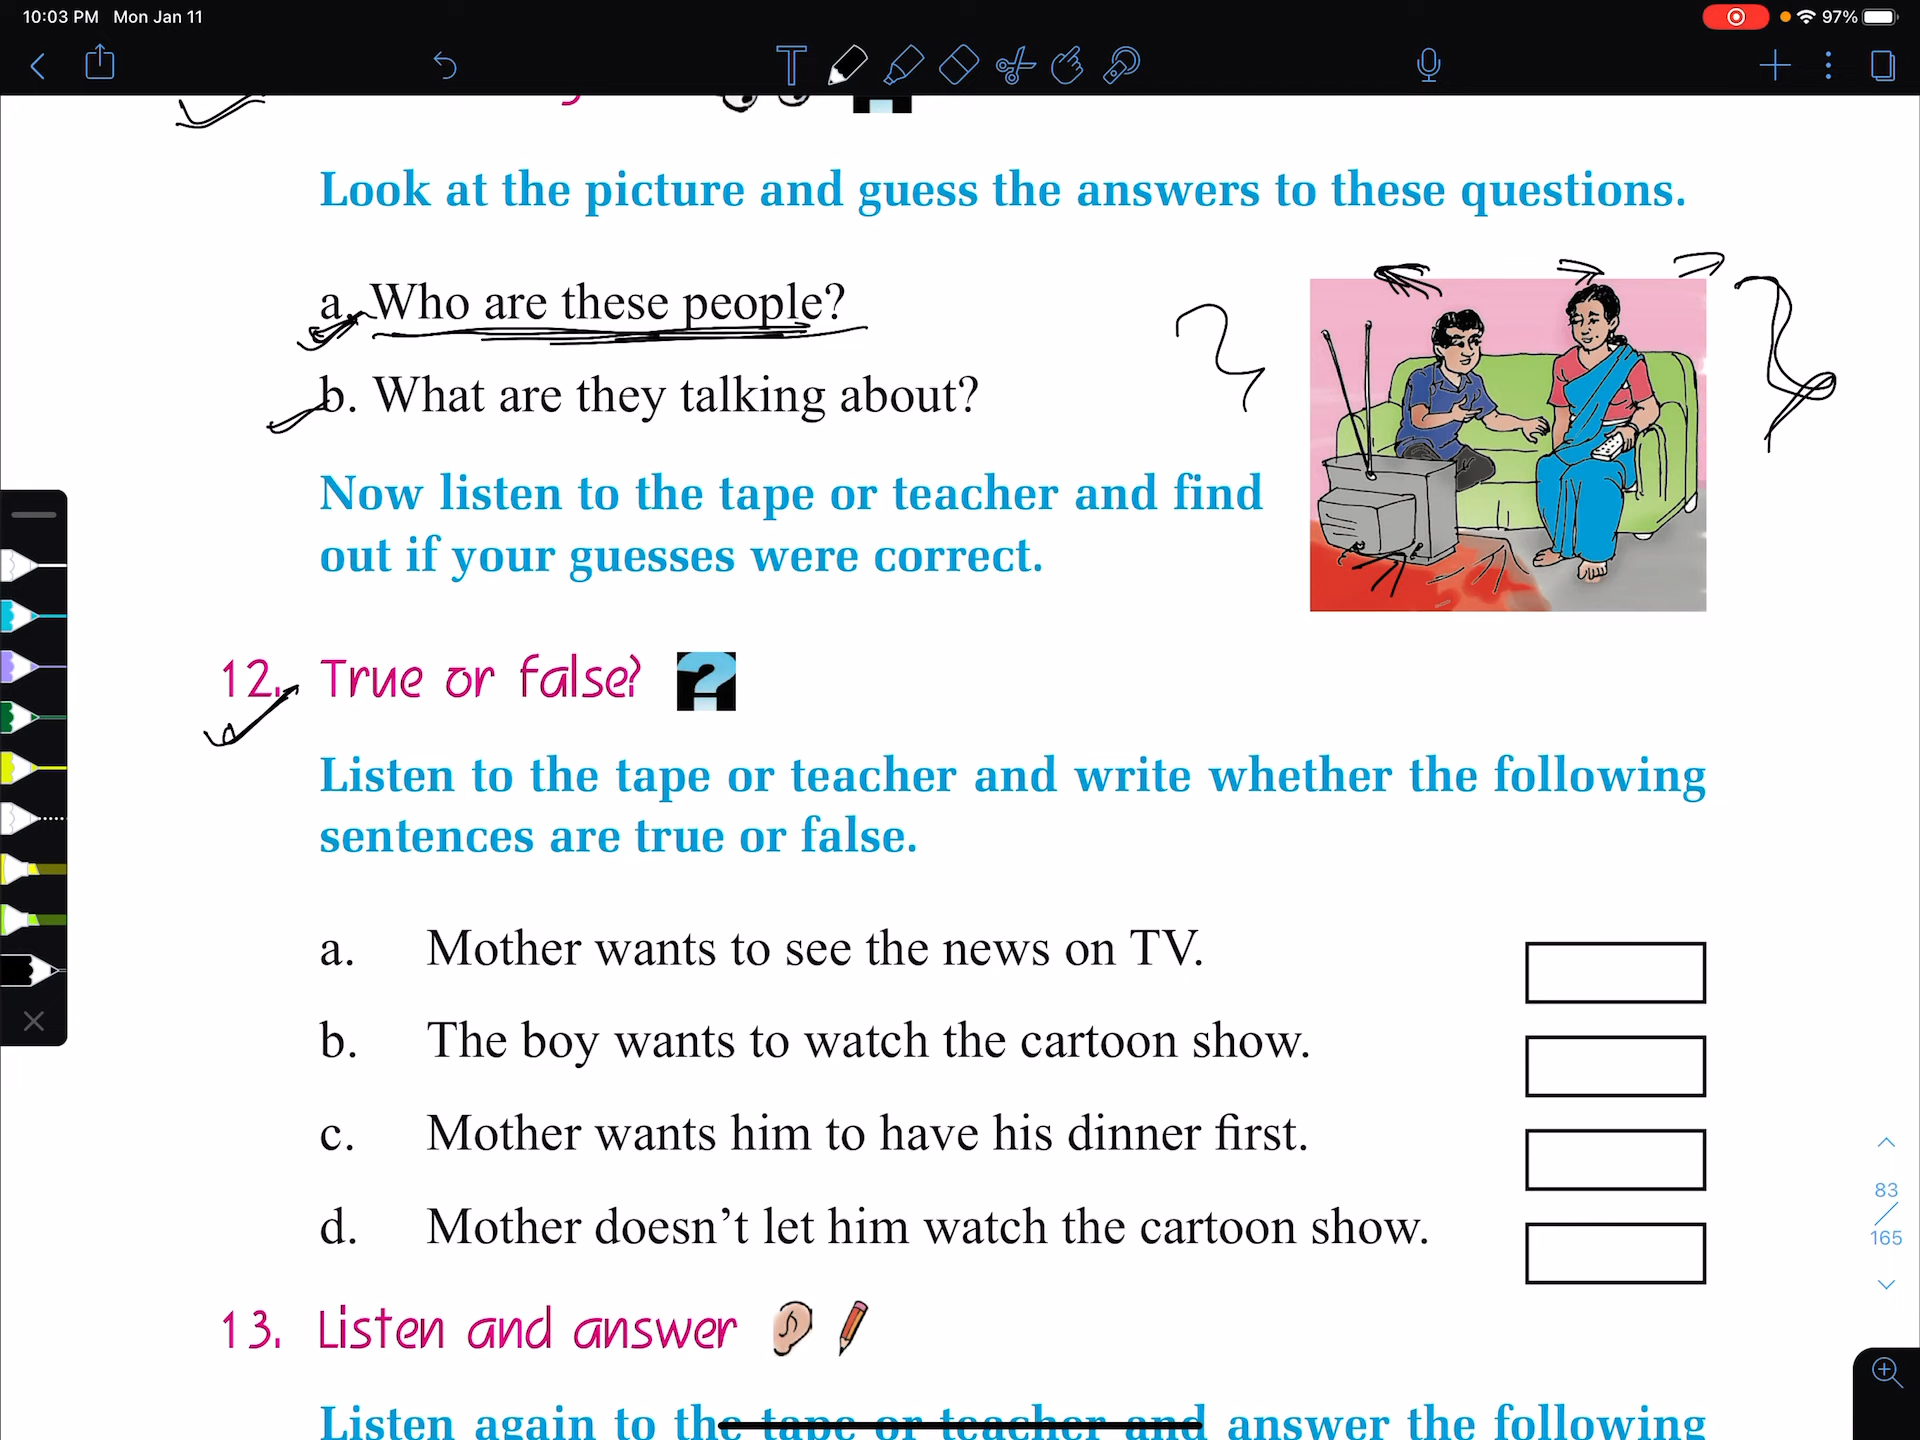 10:03 PM Mon Jan 11
97%
Look at the picture and guess the answers to these questions.
a. Who are these people?
b. What are they talking about?
Now listen to the tape or teacher and find
out if your guesses were correct.
12. True or false?
Listen to the tape or teacher and write whether the following
sentences are true or false.
a. Mother wants to see the news on TV.
b. The boy wants to watch the cartoon show.
c. Mother wants him to have his dinner first.
d. Mother doesn’t let him watch the cartoon show.
83
/
165
13. Listen and answer
Listen again to the tape or teacher and answer the following